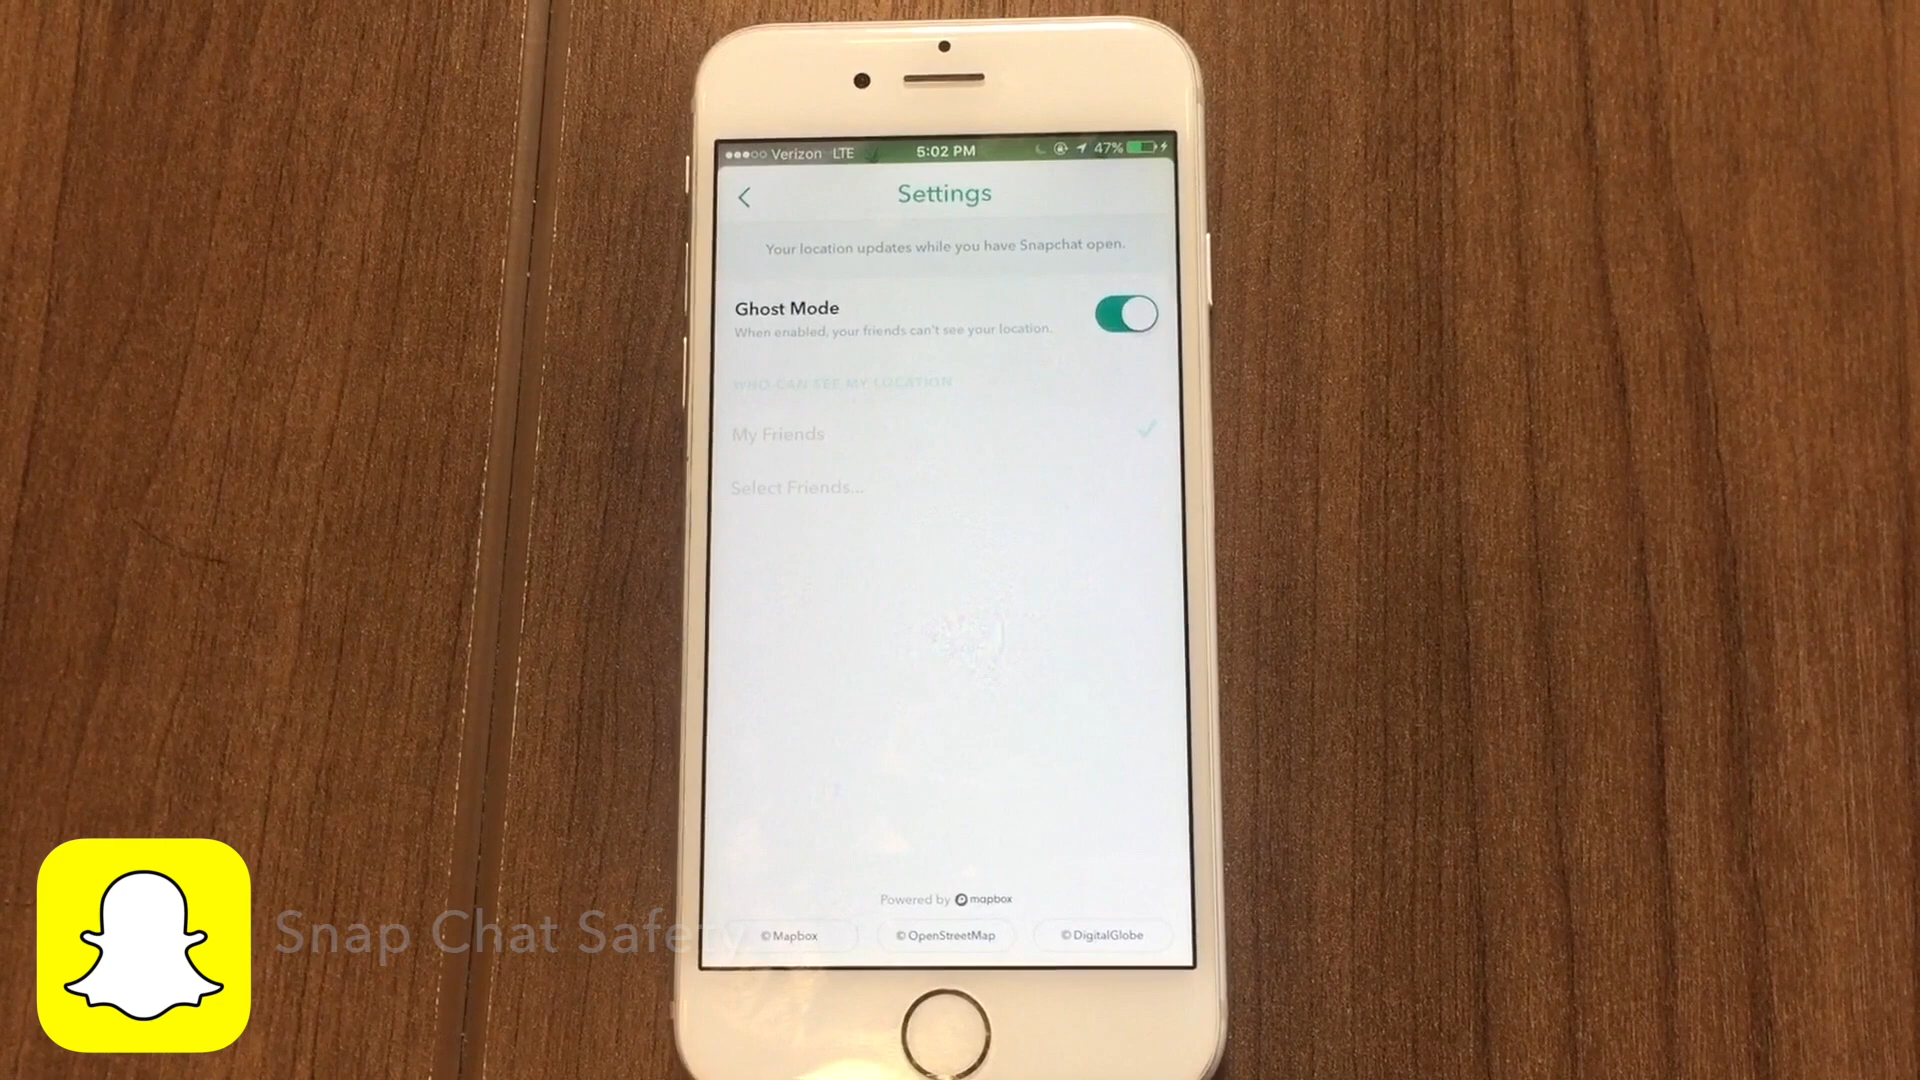 Verizon LTE 5:02 PM 47%
Settings
Your location updates while you have Snapchat open.
Ghost Mode
When enabled, your friends can't see your location.
WHO CAN SEE MY LOCATION
My Friends
Select Friends...
Powered by mapbox
© Mapbox © OpenStreetMap © DigitalGlobe
Snap Chat Safety